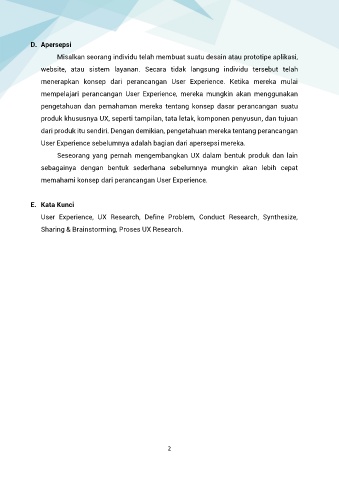 D. Apersepsi
Misalkan seorang individu telah membuat suatu desain atau prototipe aplikasi,
website, atau sistem layanan. Secara tidak langsung individu tersebut telah
menerapkan konsep dari perancangan User Experience. Ketika mereka mulai
mempelajari perancangan User Experience, mereka mungkin akan menggunakan
pengetahuan dan pemahaman mereka tentang konsep dasar perancangan suatu
produk khususnya UX, seperti tampilan, tata letak, komponen penyusun, dan tujuan
dari produk itu sendiri. Dengan demikian, pengetahuan mereka tentang perancangan
User Experience sebelumnya adalah bagian dari apersepsi mereka.
Seseorang yang pernah mengembangkan UX dalam bentuk produk dan lain
sebagainya dengan bentuk sederhana sebelumnya mungkin akan lebih cepat
memahami konsep dari perancangan User Experience.
E. Kata Kunci
User Experience, UX Research, Define Problem, Conduct Research, Synthesize,
Sharing & Brainstorming, Proses UX Research.
2